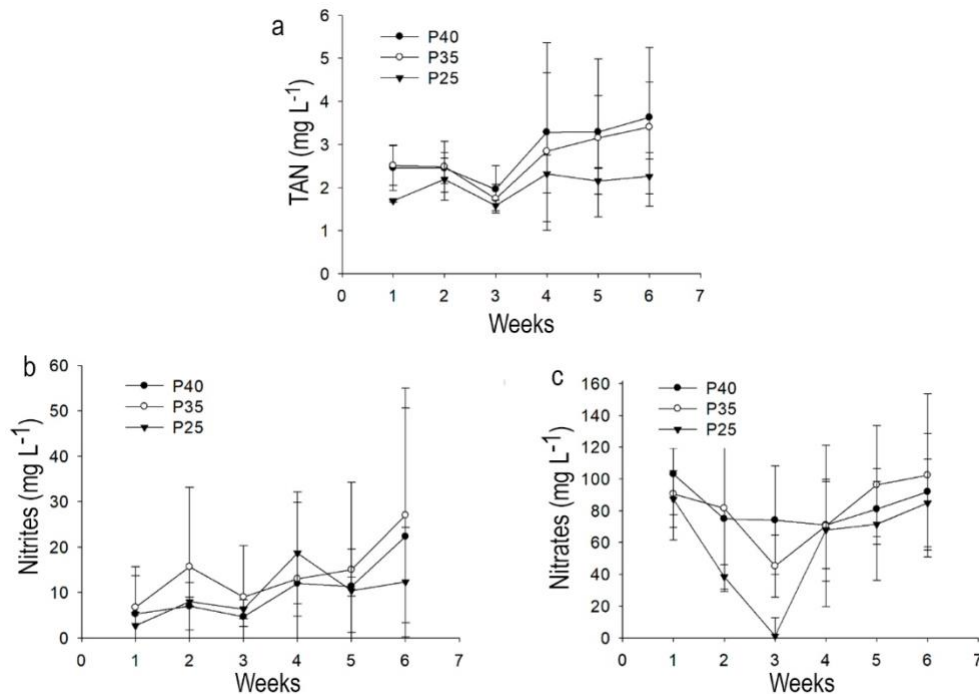 a
P40
P35
P25
TAN (mg L-1)
6
5
4
3
2
1
0
0 1 2 3 4 5 6 7
Weeks
b
P40
P35
P25
Nitrites (mg L-1)
60
50
40
30
20
10
0
0 1 2 3 4 5 6 7
Weeks
c
P40
P35
P25
Nitrates (mg L-1)
160
140
120
100
80
60
40
20
0
0 1 2 3 4 5 6 7
Weeks